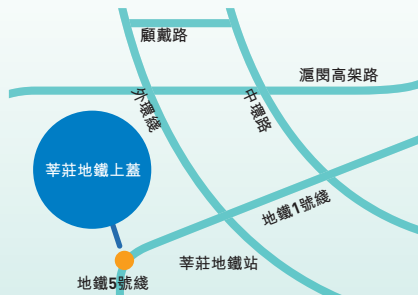 顧戴路
滬閔高架路
外環綫
中環路
莘莊地鐵上蓋
地鐵1號綫
莘莊地鐵站
地鐵5號綫